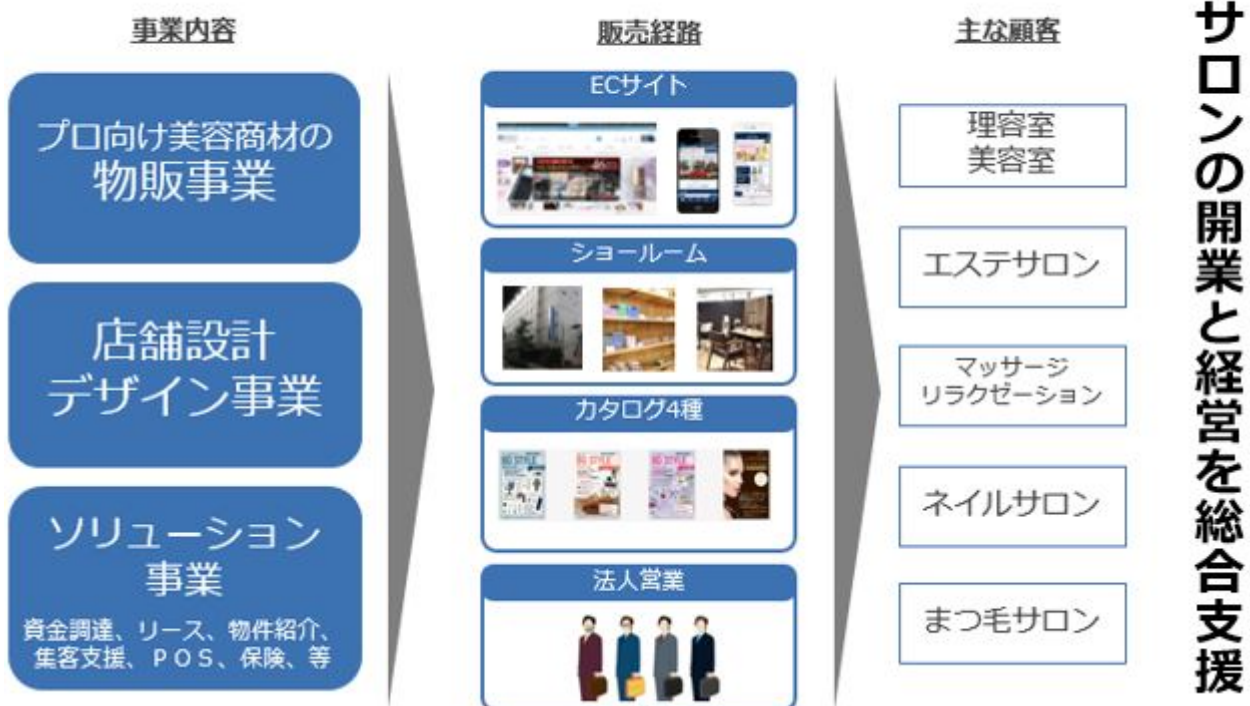 事業内容
プロ向け美容商材の
物販事業
店舗設計
デザイン事業
ソリューション
事業
資金調達、リース、物件紹介、
集客支援、ＰＯＳ、保険、等
販売経路
ECサイト
ショールーム
カタログ4種
BG STYLE
BG STYLE
BG STYLE
法人営業
主な顧客
理容室
美容室
エステサロン
マッサージ
リラクゼーション
ネイルサロン
まつ毛サロン
サロンの開業と経営を総合支援